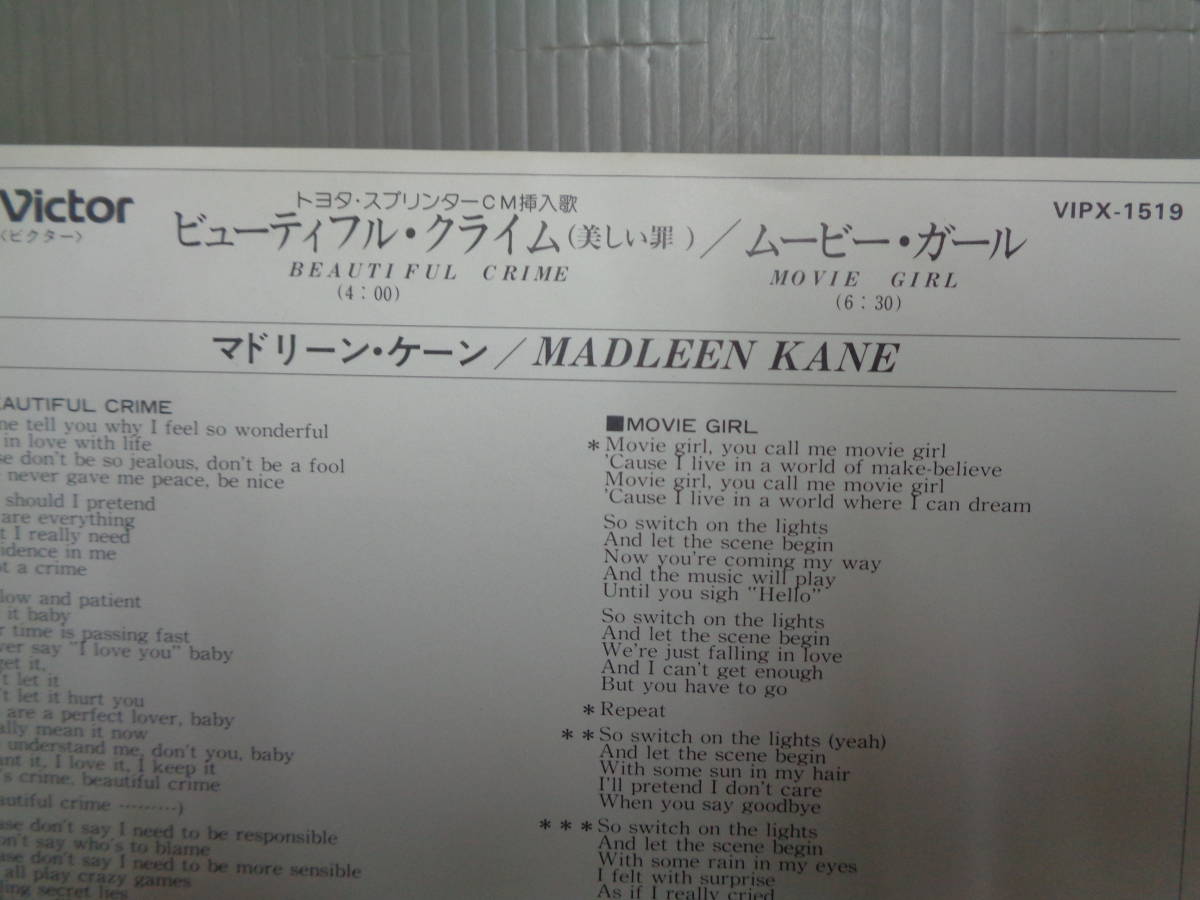 Victor
〈ビクター〉
トヨタ・スプリンターCM挿入歌
ビューティフル・クライム(美しい罪)/ムービー・ガール
BEAUTIFUL CRIME
(4:00)
MOVIE GIRL
(6:30)
VIPX-1519
マドリーン・ケーン/MADLEEN KANE
AUTIFUL CRIME
me tell you why I feel so wonderful
in love with life
se don't be so jealous, don't be a fool
never gave me peace, be nice
should I pretend
are everything
t I really need
idence in me
ot a crime
low and patient
it baby
r time is passing fast
ver say "I love you" baby
get it,
't let it
't let it hurt you
are a perfect lover, baby
ally mean it now
understand me, don't you, baby
ant it, I love it, I keep it
's crime, beautiful crime
autiful crime ---------)
ase don't say I need to be responsible
on't say who's to blame
ase don't say I need to be more sensible
all play crazy games
ling secret lies
■MOVIE GIRL
*Movie girl, you call me movie girl
'Cause I live in a world of make-believe
Movie girl, you call me movie girl
'Cause I live in a world where I can dream
So switch on the lights
And let the scene begin
Now you're coming my way
And the music will play
Until you sigh "Hello"
So switch on the lights
And let the scene begin
We're just falling in love
And I can't get enough
But you have to go
*Repeat
**So switch on the lights (yeah)
And let the scene begin
With some sun in my hair
I'll pretend I don't care
When you say goodbye
***So switch on the lights
And let the scene begin
With some rain in my eyes
I felt with surprise
As if I really cried